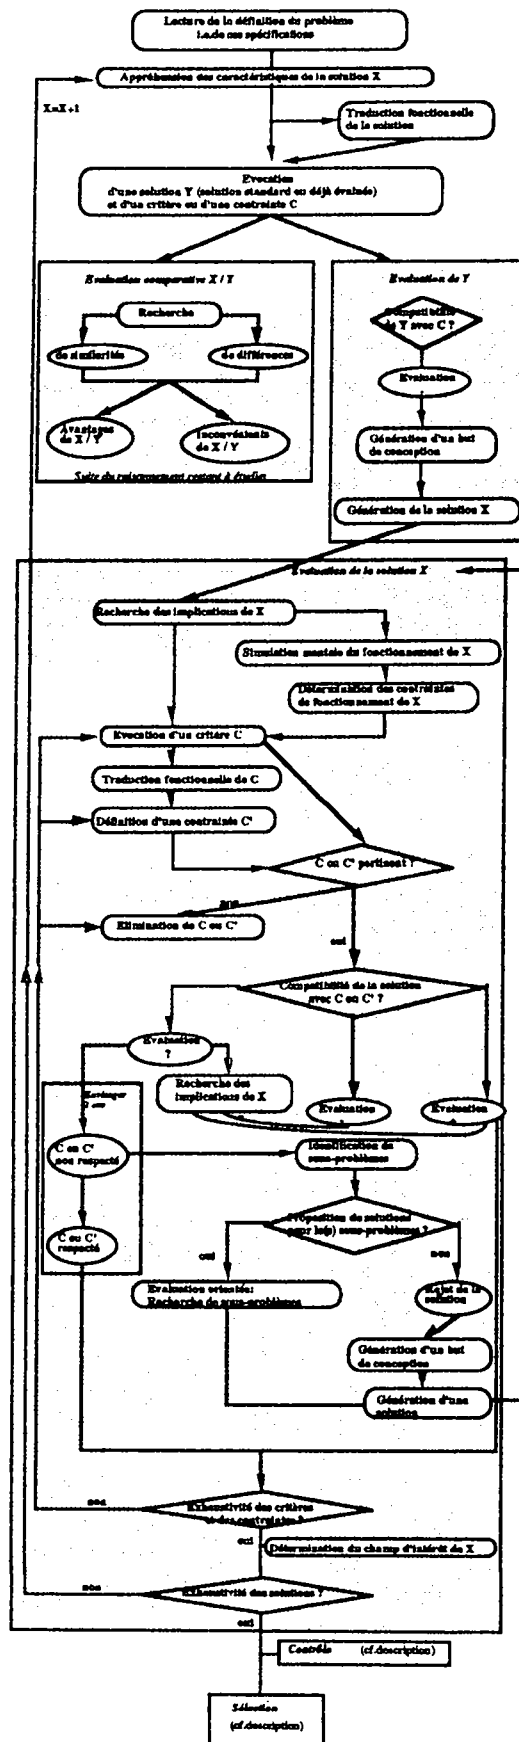 Lecture de la définition du problème
i.e.de ses spécifications
Appréhension des caractéristiques de la solution X
X=X+1
Traduction fonctionnelle
de la solution
Evocation
d'une solution Y (solution standard ou déjà évaluée)
et d'un critère ou d'une contrainte C
Evaluation comparative X / Y
Recherche
de similarités
de différences
Avantages
de X / Y
Inconvénients
de X / Y
Suite du raisonnement restant à étudier
Evaluation de Y
Compatibilité
de Y avec C ?
Evaluation
Génération d'un but
de conception
Génération de la solution X
Evaluation de la solution X
Recherche des implications de X
Simulation mentale du fonctionnement de X
Détermination des contraintes
de fonctionnement de X
Evocation d'un critère C
Traduction fonctionnelle de C
Définition d'une contrainte C'
C ou C' pertinent ?
non
Elimination de C ou C'
oui
Compatibilité de la solution
avec C ou C' ?
Evaluation
?
Recherche des
implications de X
Evaluation
Evaluation
C ou C'
non respecté
Identification de
sous-problèmes
C ou C'
respecté
Proposition de solutions
pour le(s) sous-problèmes ?
oui
non
Evaluation orientée:
Recherche de sous-problèmes
Rejet de la
solution
Génération d'un but
de conception
Génération d'une
solution
non
Exhaustivité des critères
et des contraintes ?
oui
Détermination du champ d'intérêt de X
non
Exhaustivité des solutions ?
oui
Contrôle (cf.description)
Sélection
(cf.description)